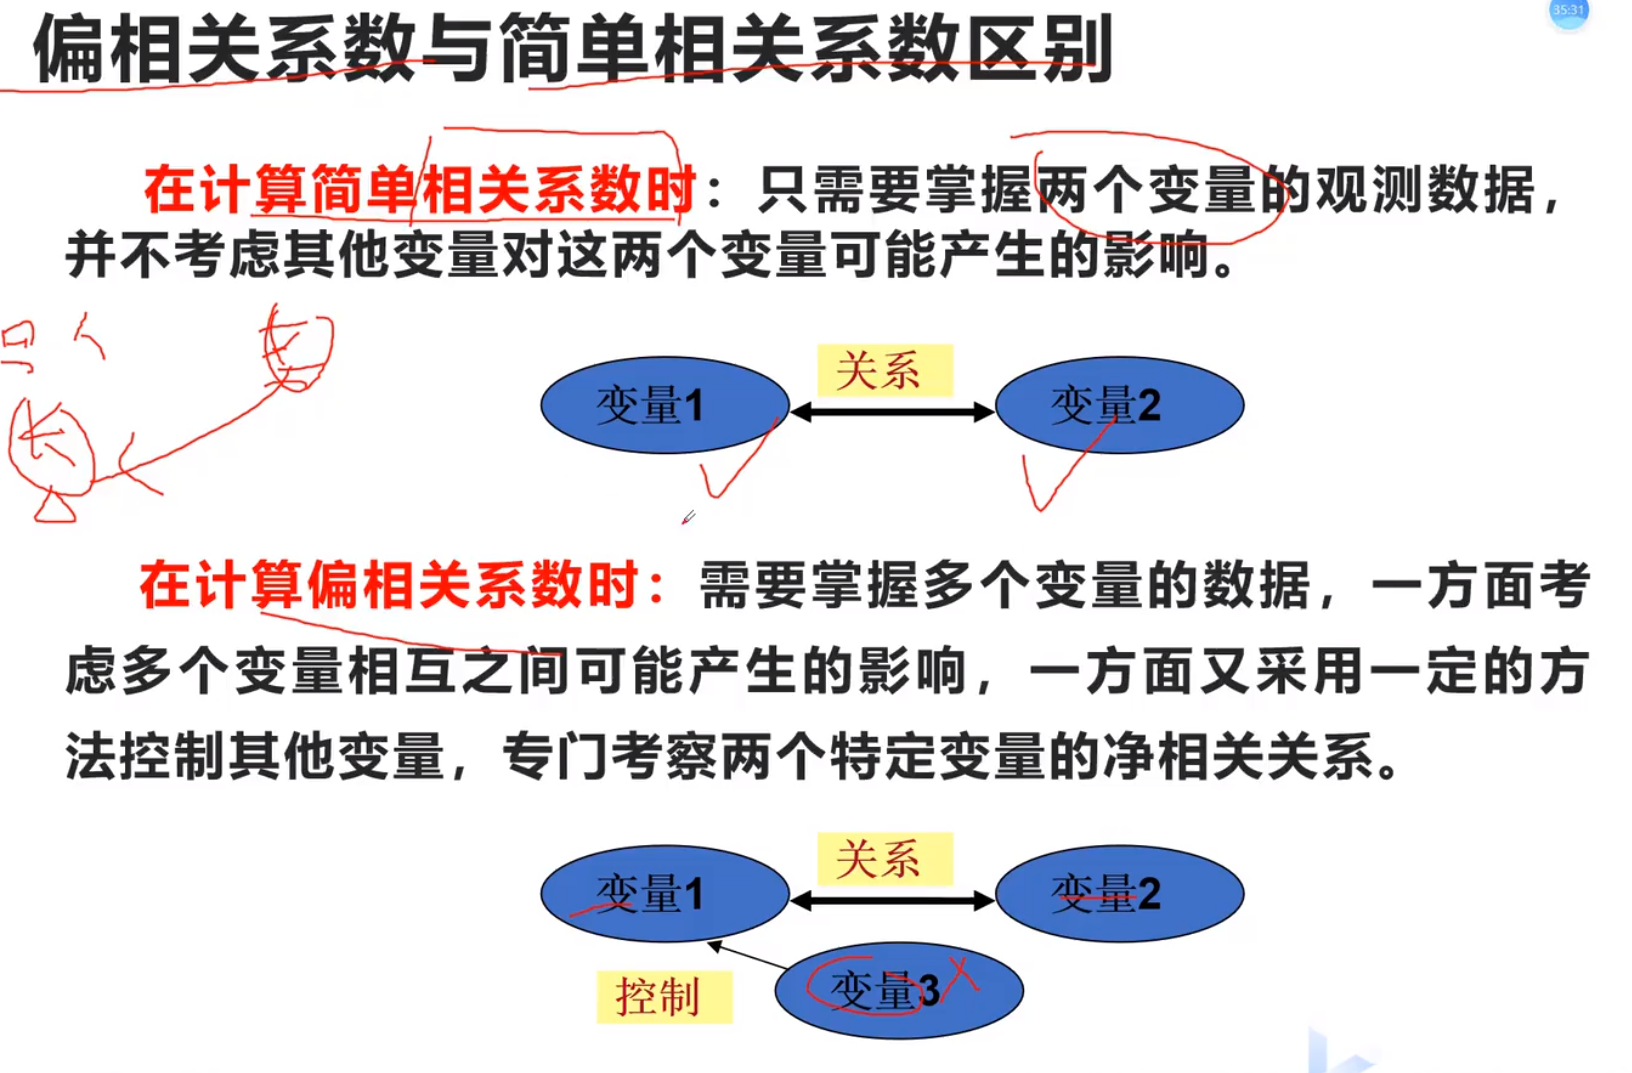 35:31
偏相关系数与简单相关系数区别
在计算简单相关系数时：只需要掌握两个变量的观测数据，
并不考虑其他变量对这两个变量可能产生的影响。
关系
变量1
变量2
长
在计算偏相关系数时：需要掌握多个变量的数据，一方面考
虑多个变量相互之间可能产生的影响，一方面又采用一定的方
法控制其他变量，专门考察两个特定变量的净相关关系。
关系
变量1
变量2
控制
变量3